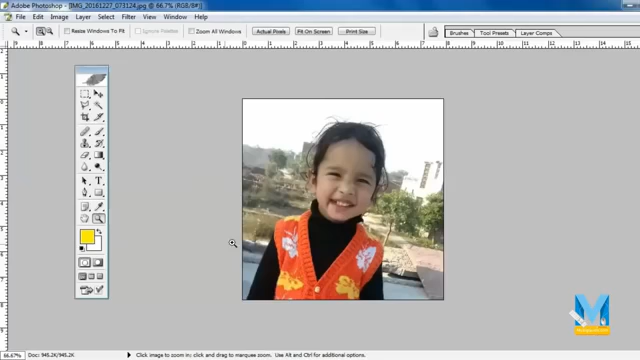 Adobe Photoshop - [IMG_20161227_073124.jpg @ 66.7% (RGB/8#)]
File Edit Image Layer Select Filter View Window Help
Resize Windows To Fit Ignore Palettes Zoom All Windows Actual Pixels Fit On Screen Print Size Brushes Tool Presets Layer Comps
66.67% Doc: 945.2K/945.2K Click image to zoom in; click and drag to marquee zoom. Use Alt and Ctrl for additional options.